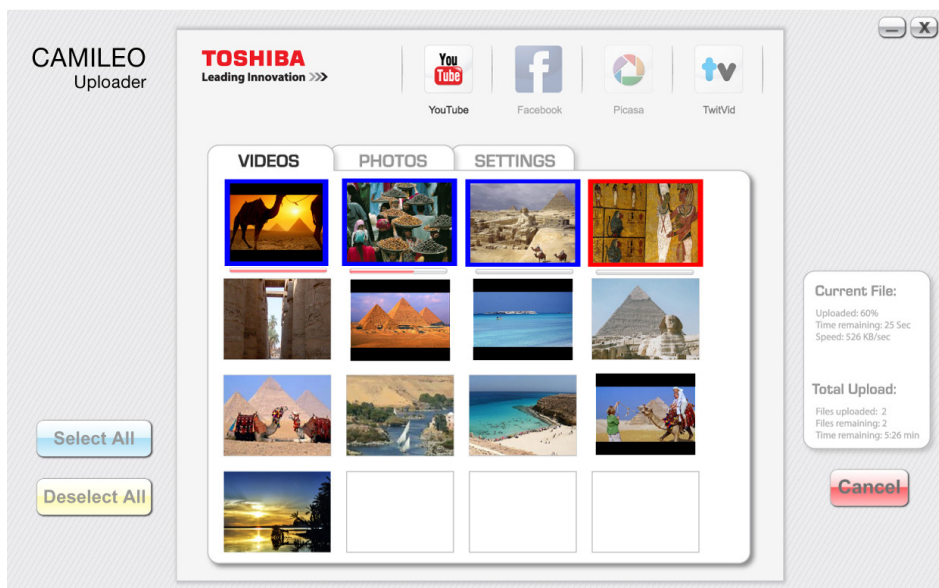 CAMILEO
Uploader
TOSHIBA
Leading Innovation >>>
You
Tube
f
tv
YouTube
Facebook
Picasa
TwitVid
VIDEOS
PHOTOS
SETTINGS
Select All
Deselect All
Current File:
Uploaded: 60%
Time remaining: 25 Sec
Speed: 526 KB/sec
Total Upload:
Files uploaded: 2
Files remaining: 2
Time remaining: 5:26 min
Cancel
X